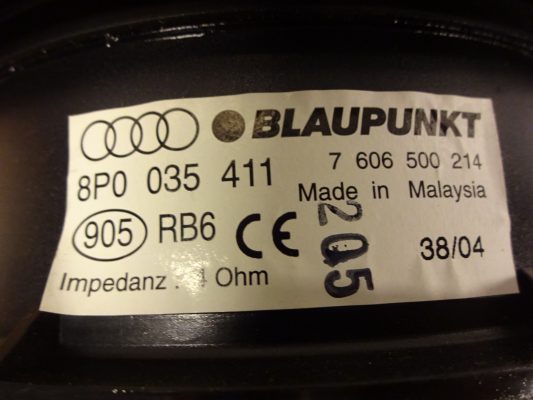 BLAUPUNKT
8P0 035 411
7 606 500 214
Made in Malaysia
905 RB6 CE
38/04
205
Impedanz : 4 Ohm